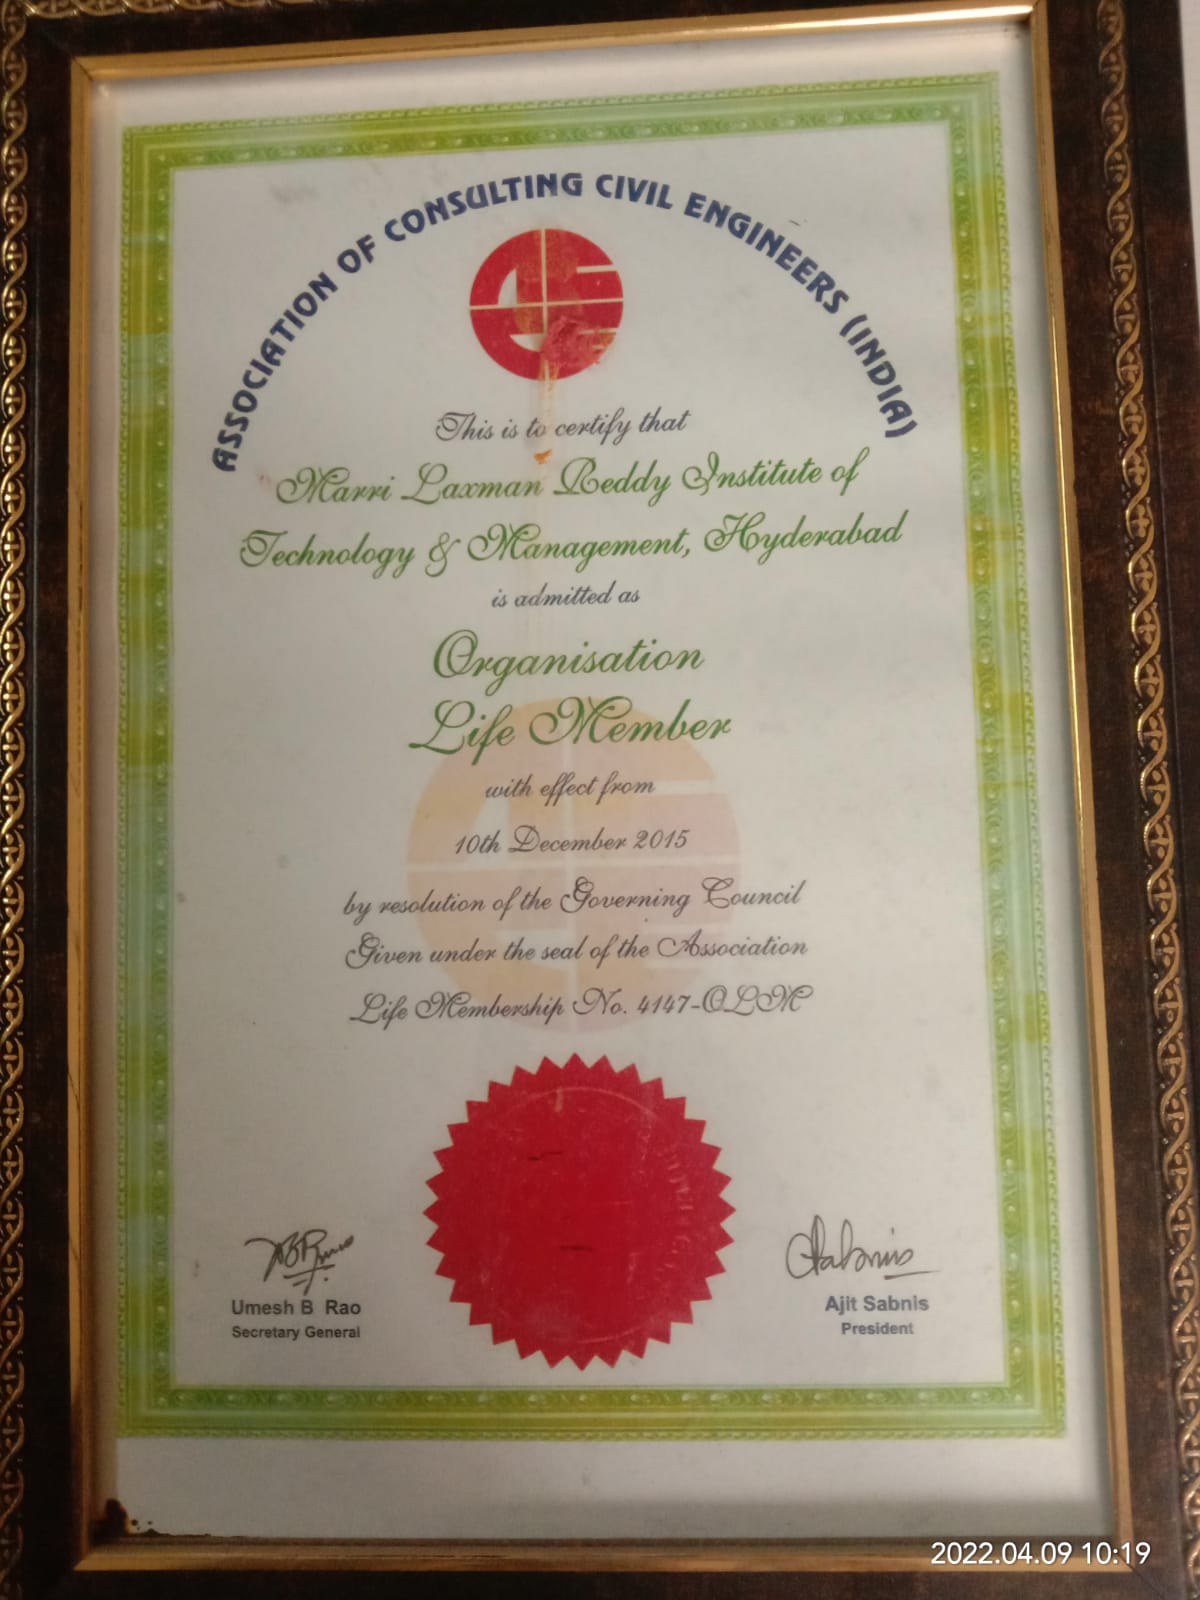 ASSOCIATION OF CONSULTING CIVIL ENGINEERS (INDIA)
This is to certify that
Marri Laxman Reddy Institute of
Technology & Management, Hyderabad
is admitted as
Organisation
Life Member
with effect from
10th December 2015
by resolution of the Governing Council
Given under the seal of the Association
Life Membership No. 4147-OLM
Umesh B Rao
Secretary General
Ajit Sabnis
President
2022.04.09 10:19